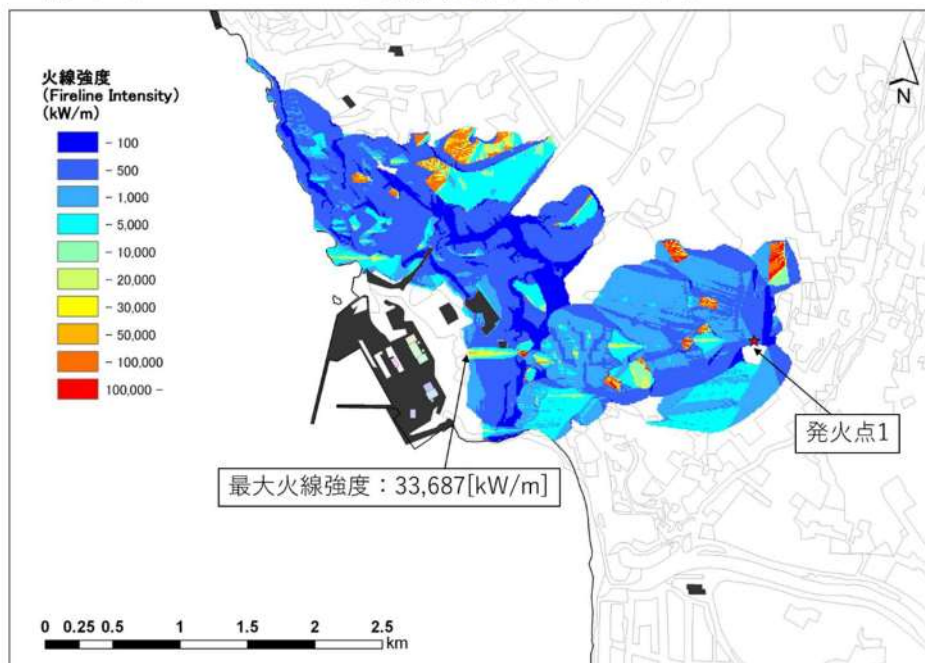 火線強度
(Fireline Intensity)
(kW/m)
- 100
- 500
- 1,000
- 5,000
- 10,000
- 20,000
- 30,000
- 50,000
- 100,000
100,000 -
N
発火点1
最大火線強度：33,687[kW/m]
0 0.25 0.5 1 1.5 2 2.5
km